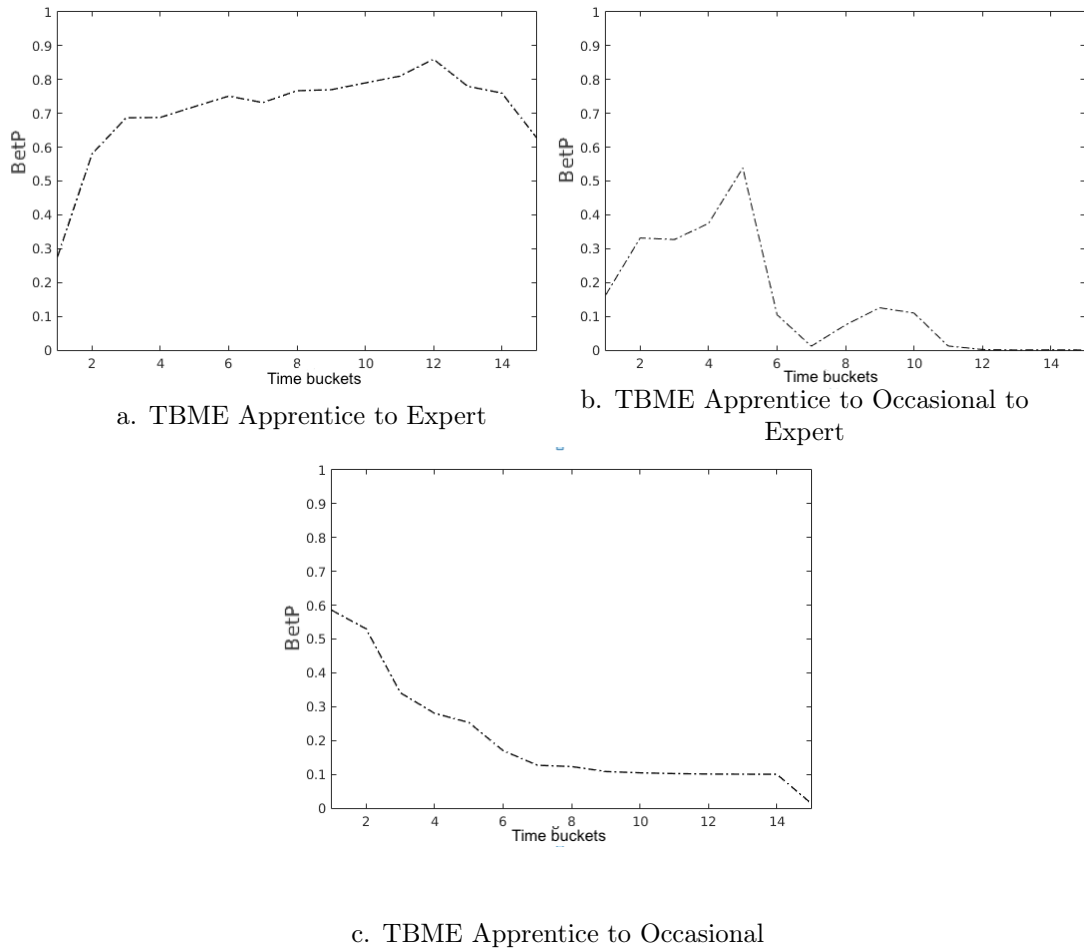 1
0.9
0.8
0.7
0.6
0.5
0.4
0.3
0.2
0.1
0
BetP
2 4 6 8 10 12 14
Time buckets
a. TBME Apprentice to Expert
1
0.9
0.8
0.7
0.6
0.5
0.4
0.3
0.2
0.1
0
BetP
2 4 6 8 10 12 14
Time buckets
b. TBME Apprentice to Occasional to
Expert
1
0.9
0.8
0.7
0.6
0.5
0.4
0.3
0.2
0.1
0
BetP
2 4 6 8 10 12 14
Time buckets
c. TBME Apprentice to Occasional